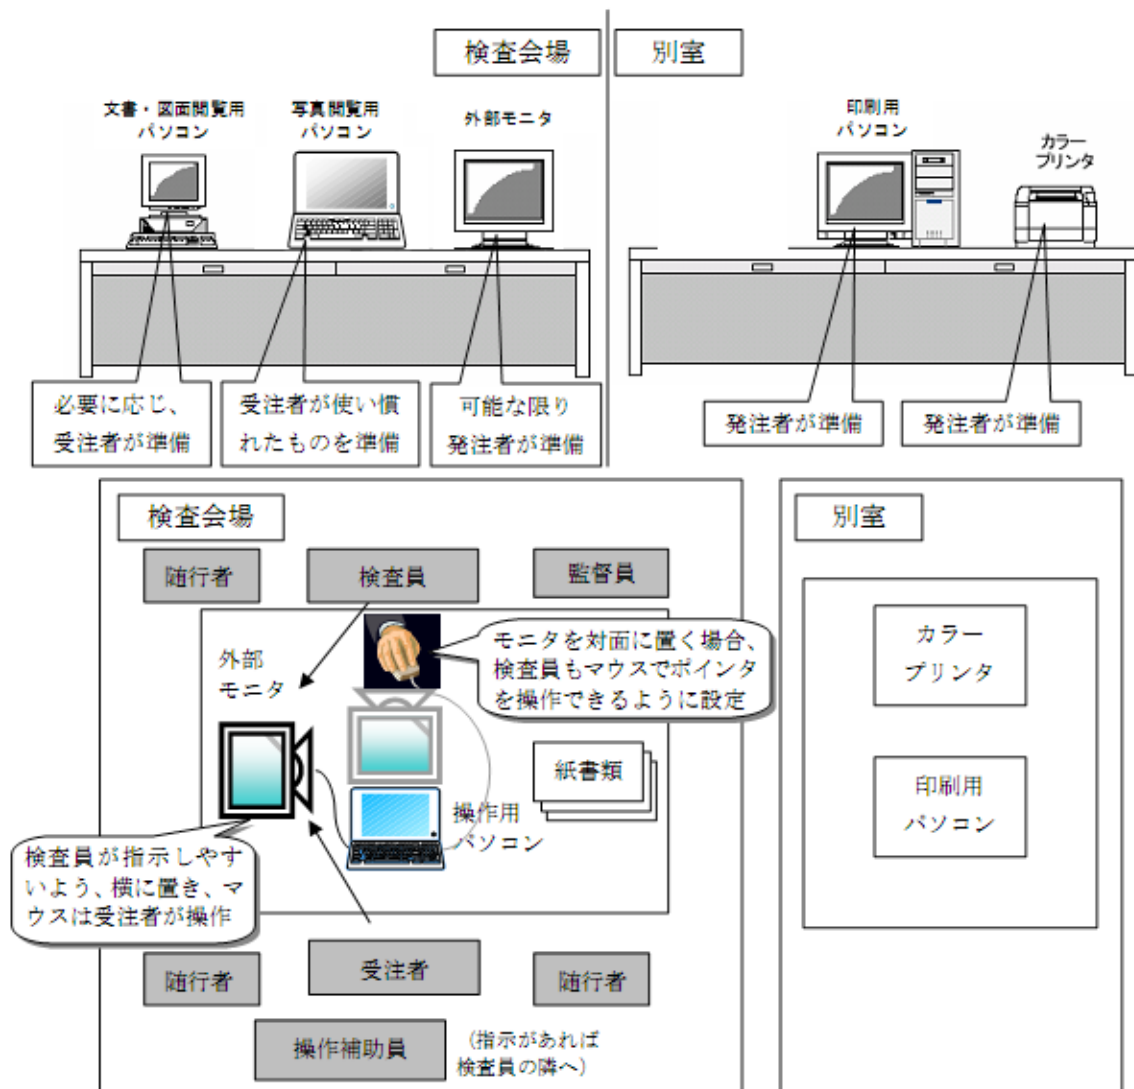 検査会場
別室
文書・図面閲覧用
パソコン
写真閲覧用
パソコン
外部モニタ
印刷用
パソコン
カラー
プリンタ
必要に応じ、
受注者が準備
受注者が使い慣
れたものを準備
可能な限り
発注者が準備
発注者が準備
発注者が準備
検査会場
随行者
検査員
監督員
外部
モニタ
モニタを対面に置く場合、
検査員もマウスでポインタ
を操作できるように設定
紙書類
操作用
パソコン
検査員が指示しやす
いよう、横に置き、マ
ウスは受注者が操作
随行者
受注者
随行者
操作補助員
（指示があれば
検査員の隣へ）
別室
カラー
プリンタ
印刷用
パソコン